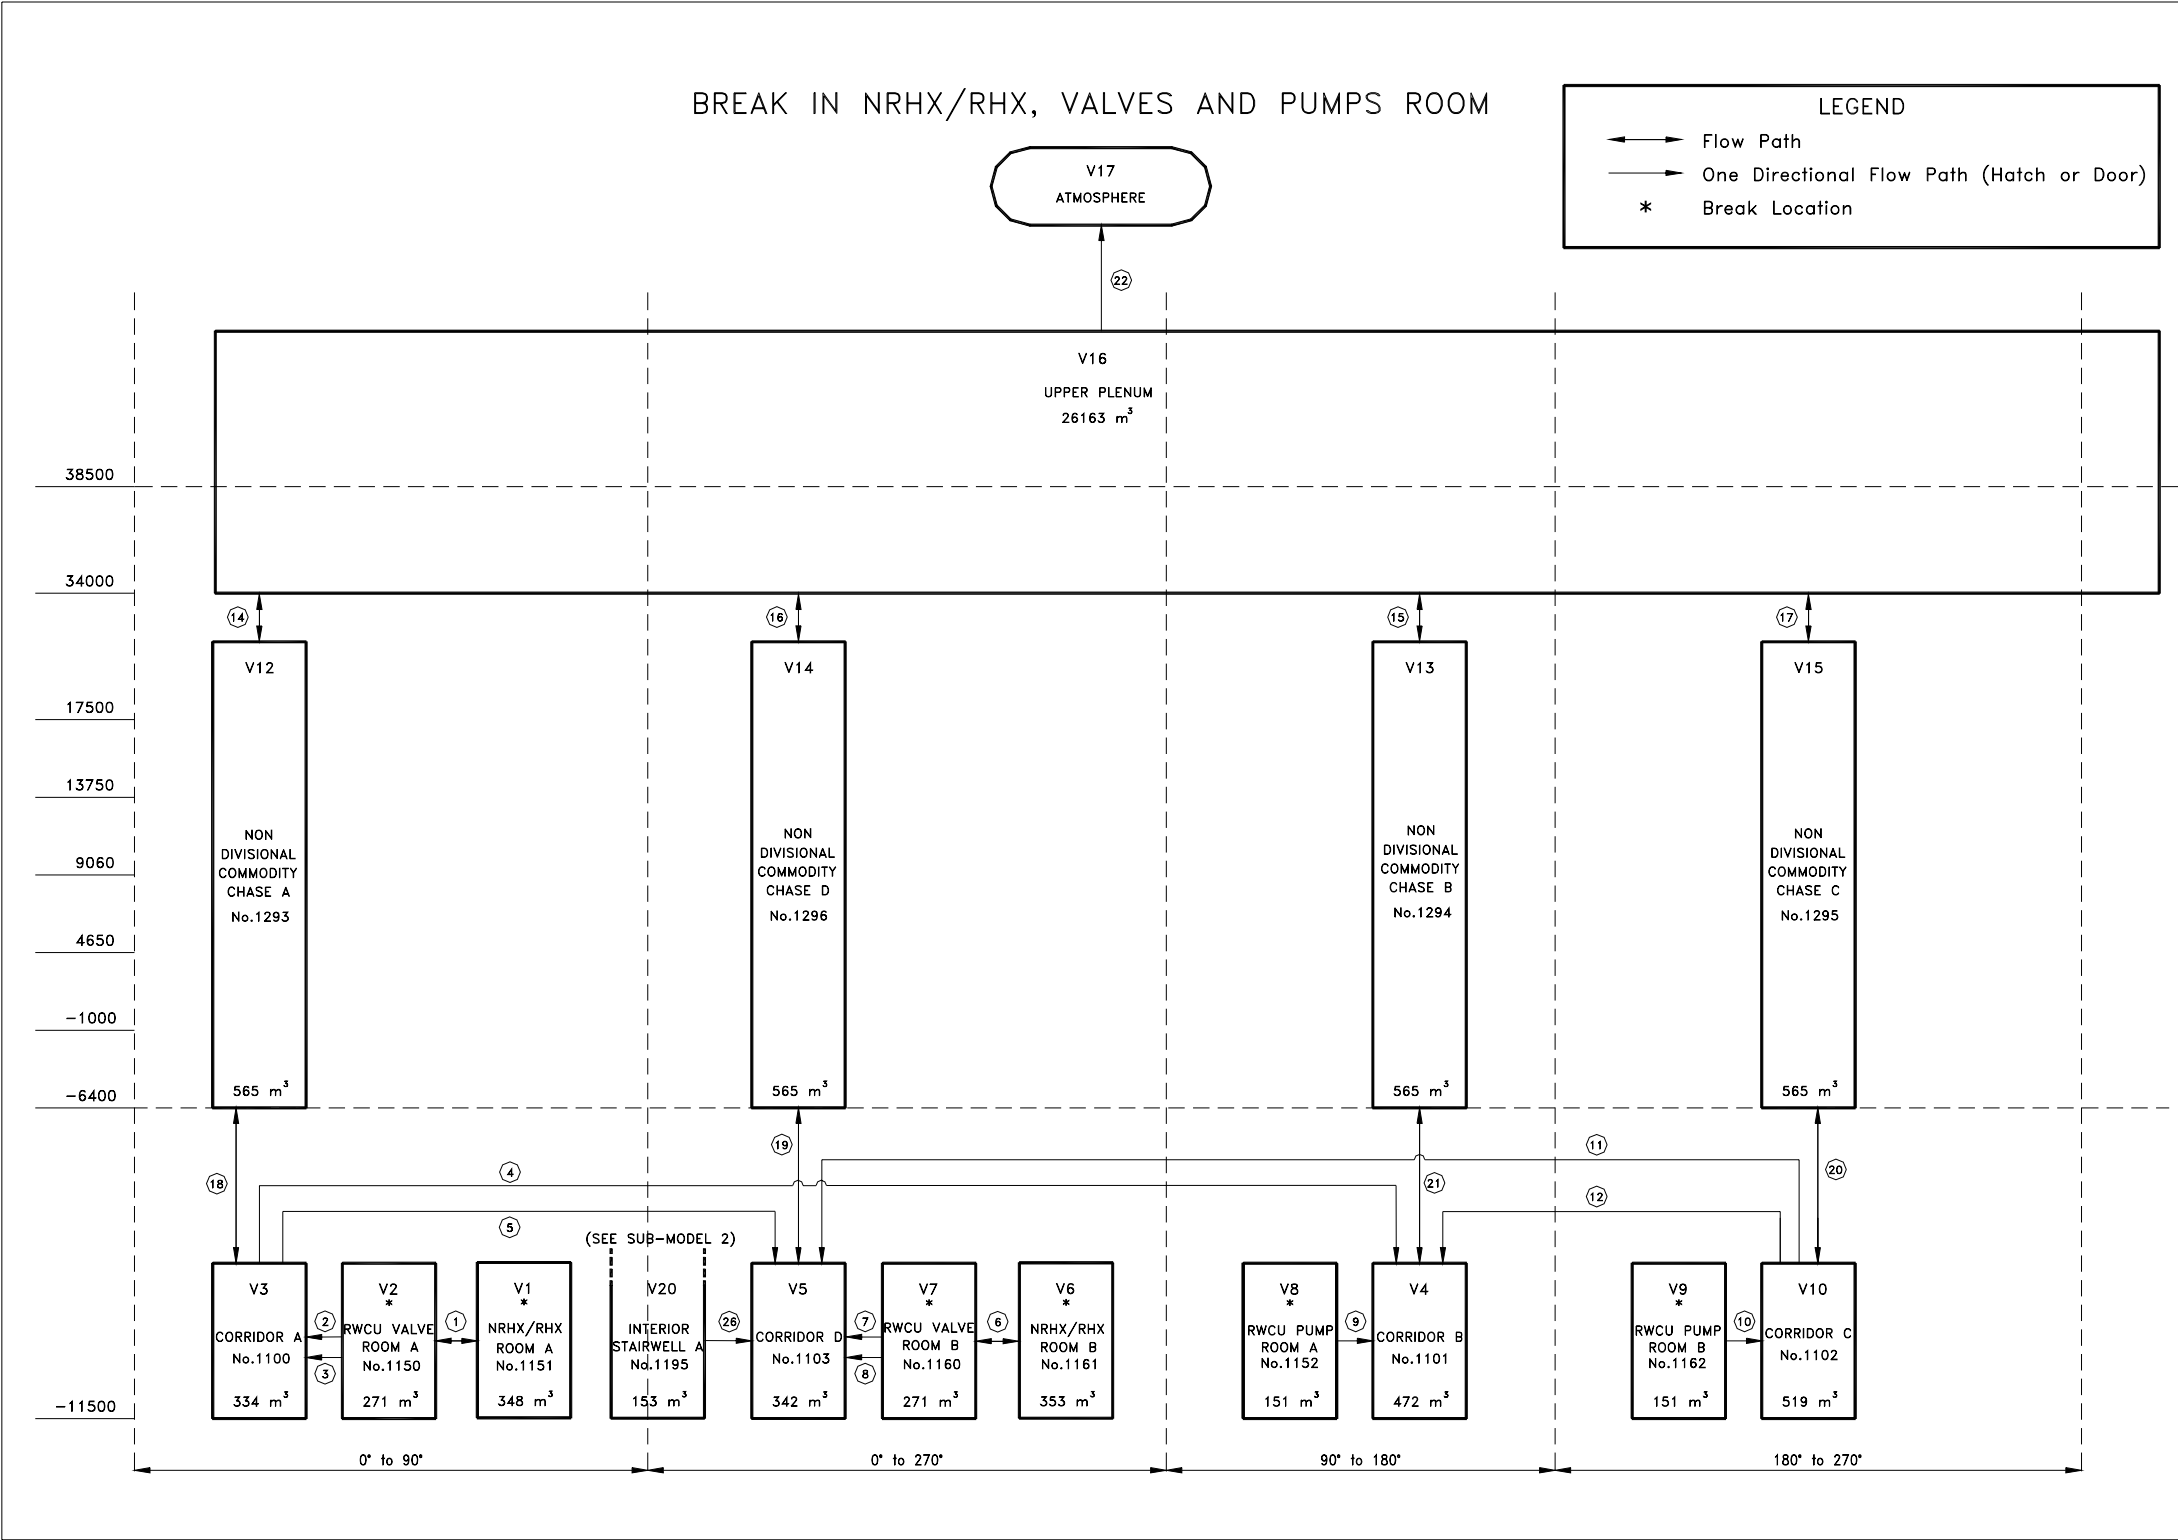 BREAK IN NRHX/RHX, VALVES AND PUMPS ROOM
LEGEND
Flow Path
One Directional Flow Path (Hatch or Door)
* Break Location
V17
ATMOSPHERE
22
V16
UPPER PLENUM
26163 m³
38500
34000
14
16
15
17
V12
NON
DIVISIONAL
COMMODITY
CHASE A
No.1293
565 m³
V14
NON
DIVISIONAL
COMMODITY
CHASE D
No.1296
565 m³
V13
NON
DIVISIONAL
COMMODITY
CHASE B
No.1294
565 m³
V15
NON
DIVISIONAL
COMMODITY
CHASE C
No.1295
565 m³
17500
13750
9060
4650
-1000
-6400
18
4
5
19
11
21
12
20
(SEE SUB-MODEL 2)
V3
CORRIDOR A
No.1100
334 m³
2
3
V2
*
RWCU VALVE
ROOM A
No.1150
271 m³
1
V1
*
NRHX/RHX
ROOM A
No.1151
348 m³
V20
INTERIOR
STAIRWELL A
No.1195
153 m³
26
V5
CORRIDOR D
No.1103
342 m³
7
8
V7
*
RWCU VALVE
ROOM B
No.1160
271 m³
6
V6
*
NRHX/RHX
ROOM B
No.1161
353 m³
V8
*
RWCU PUMP
ROOM A
No.1152
151 m³
9
V4
CORRIDOR B
No.1101
472 m³
V9
*
RWCU PUMP
ROOM B
No.1162
151 m³
10
V10
CORRIDOR C
No.1102
519 m³
-11500
0° to 90°
0° to 270°
90° to 180°
180° to 270°